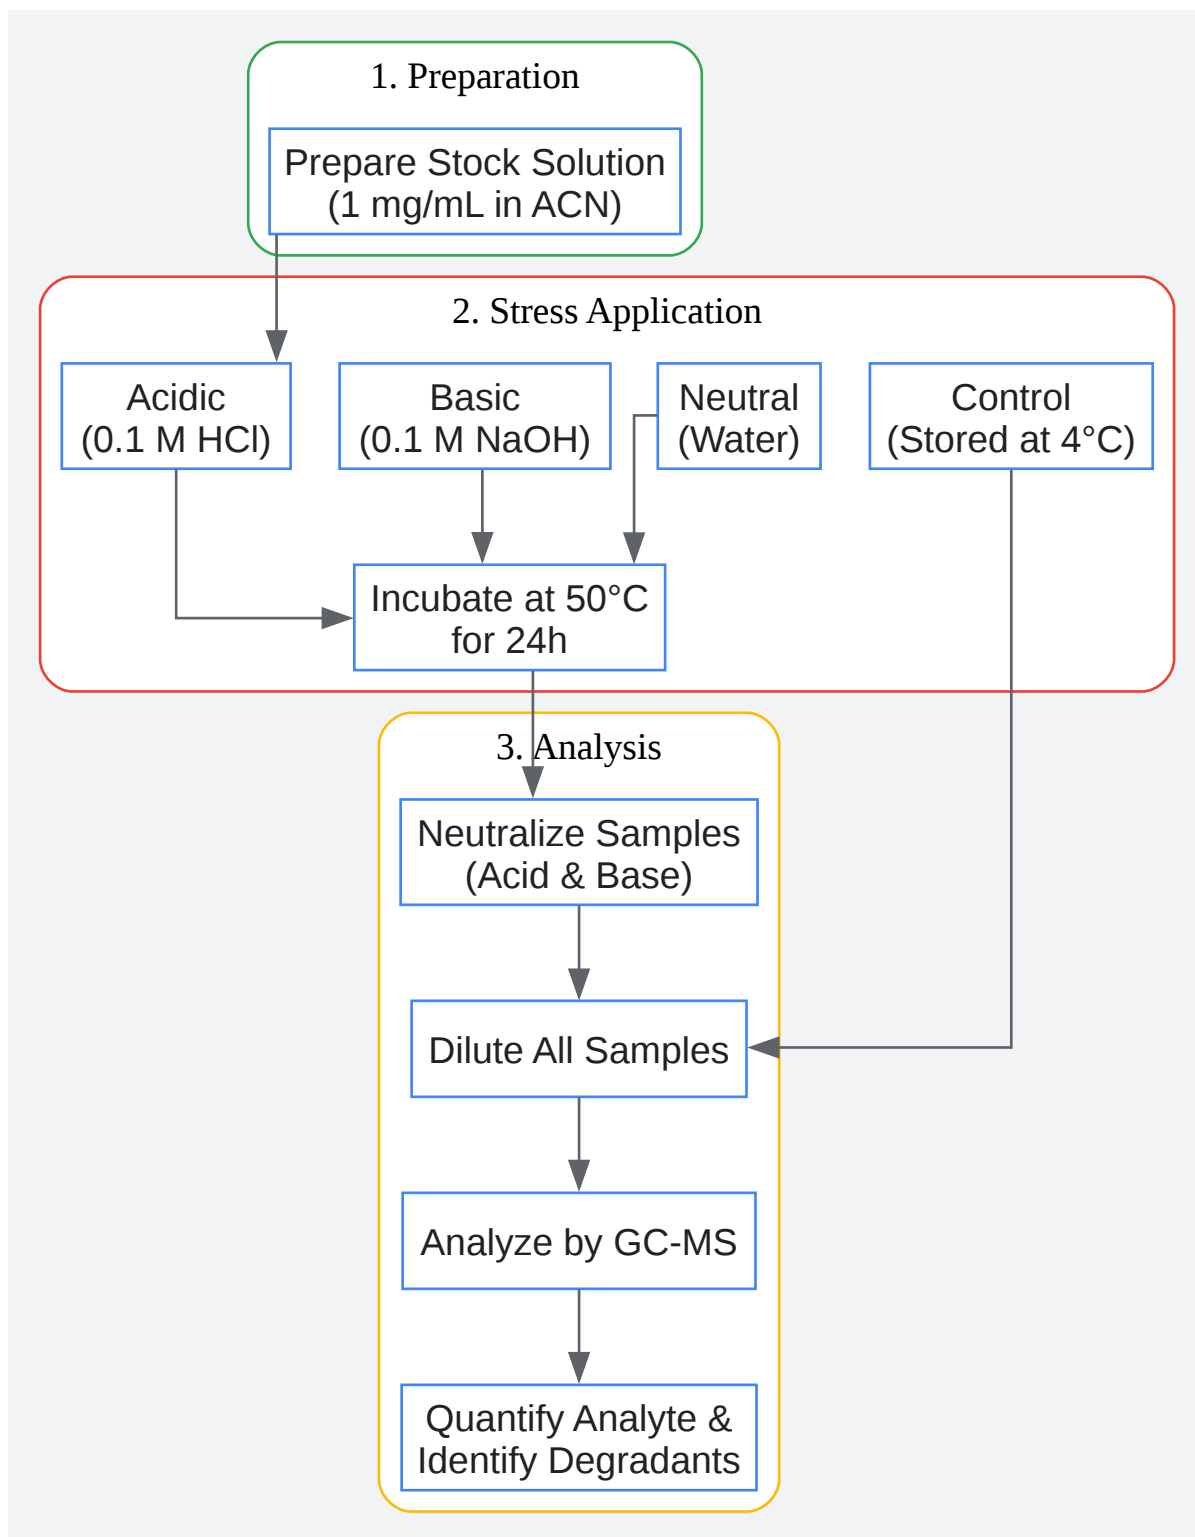 1. Preparation
Prepare Stock Solution
(1 mg/mL in ACN)
2. Stress Application
Acidic
(0.1 M HCl)
Basic
(0.1 M NaOH)
Neutral
(Water)
Control
(Stored at 4°C)
Incubate at 50°C
for 24h
3. Analysis
Neutralize Samples
(Acid & Base)
Dilute All Samples
Analyze by GC-MS
Quantify Analyte &
Identify Degradants